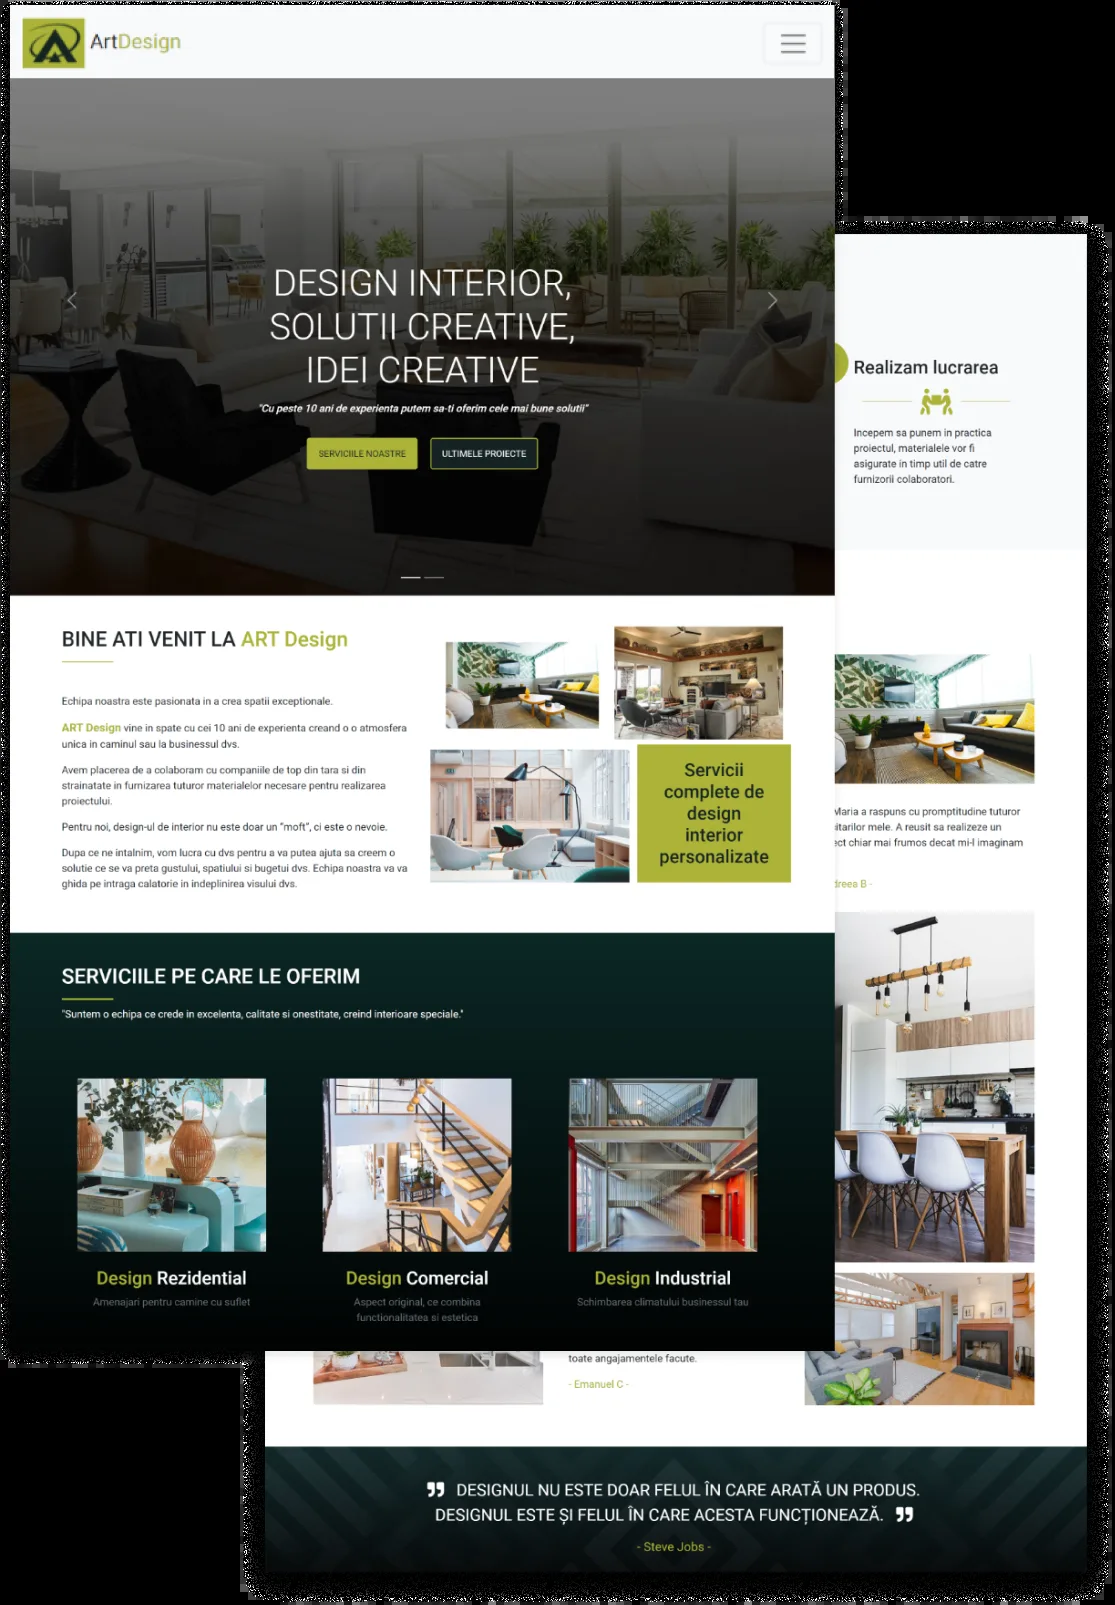 ArtDesign
DESIGN INTERIOR,
SOLUTII CREATIVE,
IDEI CREATIVE
"Cu peste 10 ani de experienta putem sa-ti oferim cele mai bune solutii"
SERVICIILE NOASTRE
ULTIMELE PROIECTE
BINE ATI VENIT LA ART Design
Echipa noastra este pasionata in a crea spatii exceptionale.
ART Design vine in spate cu cei 10 ani de experienta creand o o atmosfera
unica in caminul sau la businessul dvs.
Avem placerea de a colaboram cu companiile de top din tara si din
strainatate in furnizarea tuturor materialelor necesare pentru realizarea
proiectului.
Pentru noi, design-ul de interior nu este doar un "moft", ci este o nevoie.
Dupa ce ne intalnim, vom lucra cu dvs pentru a va putea ajuta sa creem o
solutie ce se va preta gustului, spatiului si bugetui dvs. Echipa noastra va va
ghida pe intraga calatorie in indeplinirea visului dvs.
Servicii
complete de
design
interior
personalizate
SERVICIILE PE CARE LE OFERIM
"Suntem o echipa ce crede in excelenta, calitate si onestitate, creind interioare speciale."
Design Rezidential
Amenajari pentru camine cu suflet
Design Comercial
Aspect original, ce combina
functionalitatea si estetica
Design Industrial
Schimbarea climatului businessul tau
Realizam lucrarea
Incepem sa punem in practica
proiectul, materialele vor fi
asigurate in timp util de catre
furnizorii colaboratori.
Maria a raspuns cu promptitudine tuturor
itarilor mele. A reusit sa realizeze un
ect chiar mai frumos decat mi-l imaginam
dreea B -
toate angajamentele facute.
- Emanuel C -
DESIGNUL NU ESTE DOAR FELUL ÎN CARE ARATĂ UN PRODUS.
DESIGNUL ESTE ȘI FELUL ÎN CARE ACESTA FUNCȚIONEAZĂ.
- Steve Jobs -